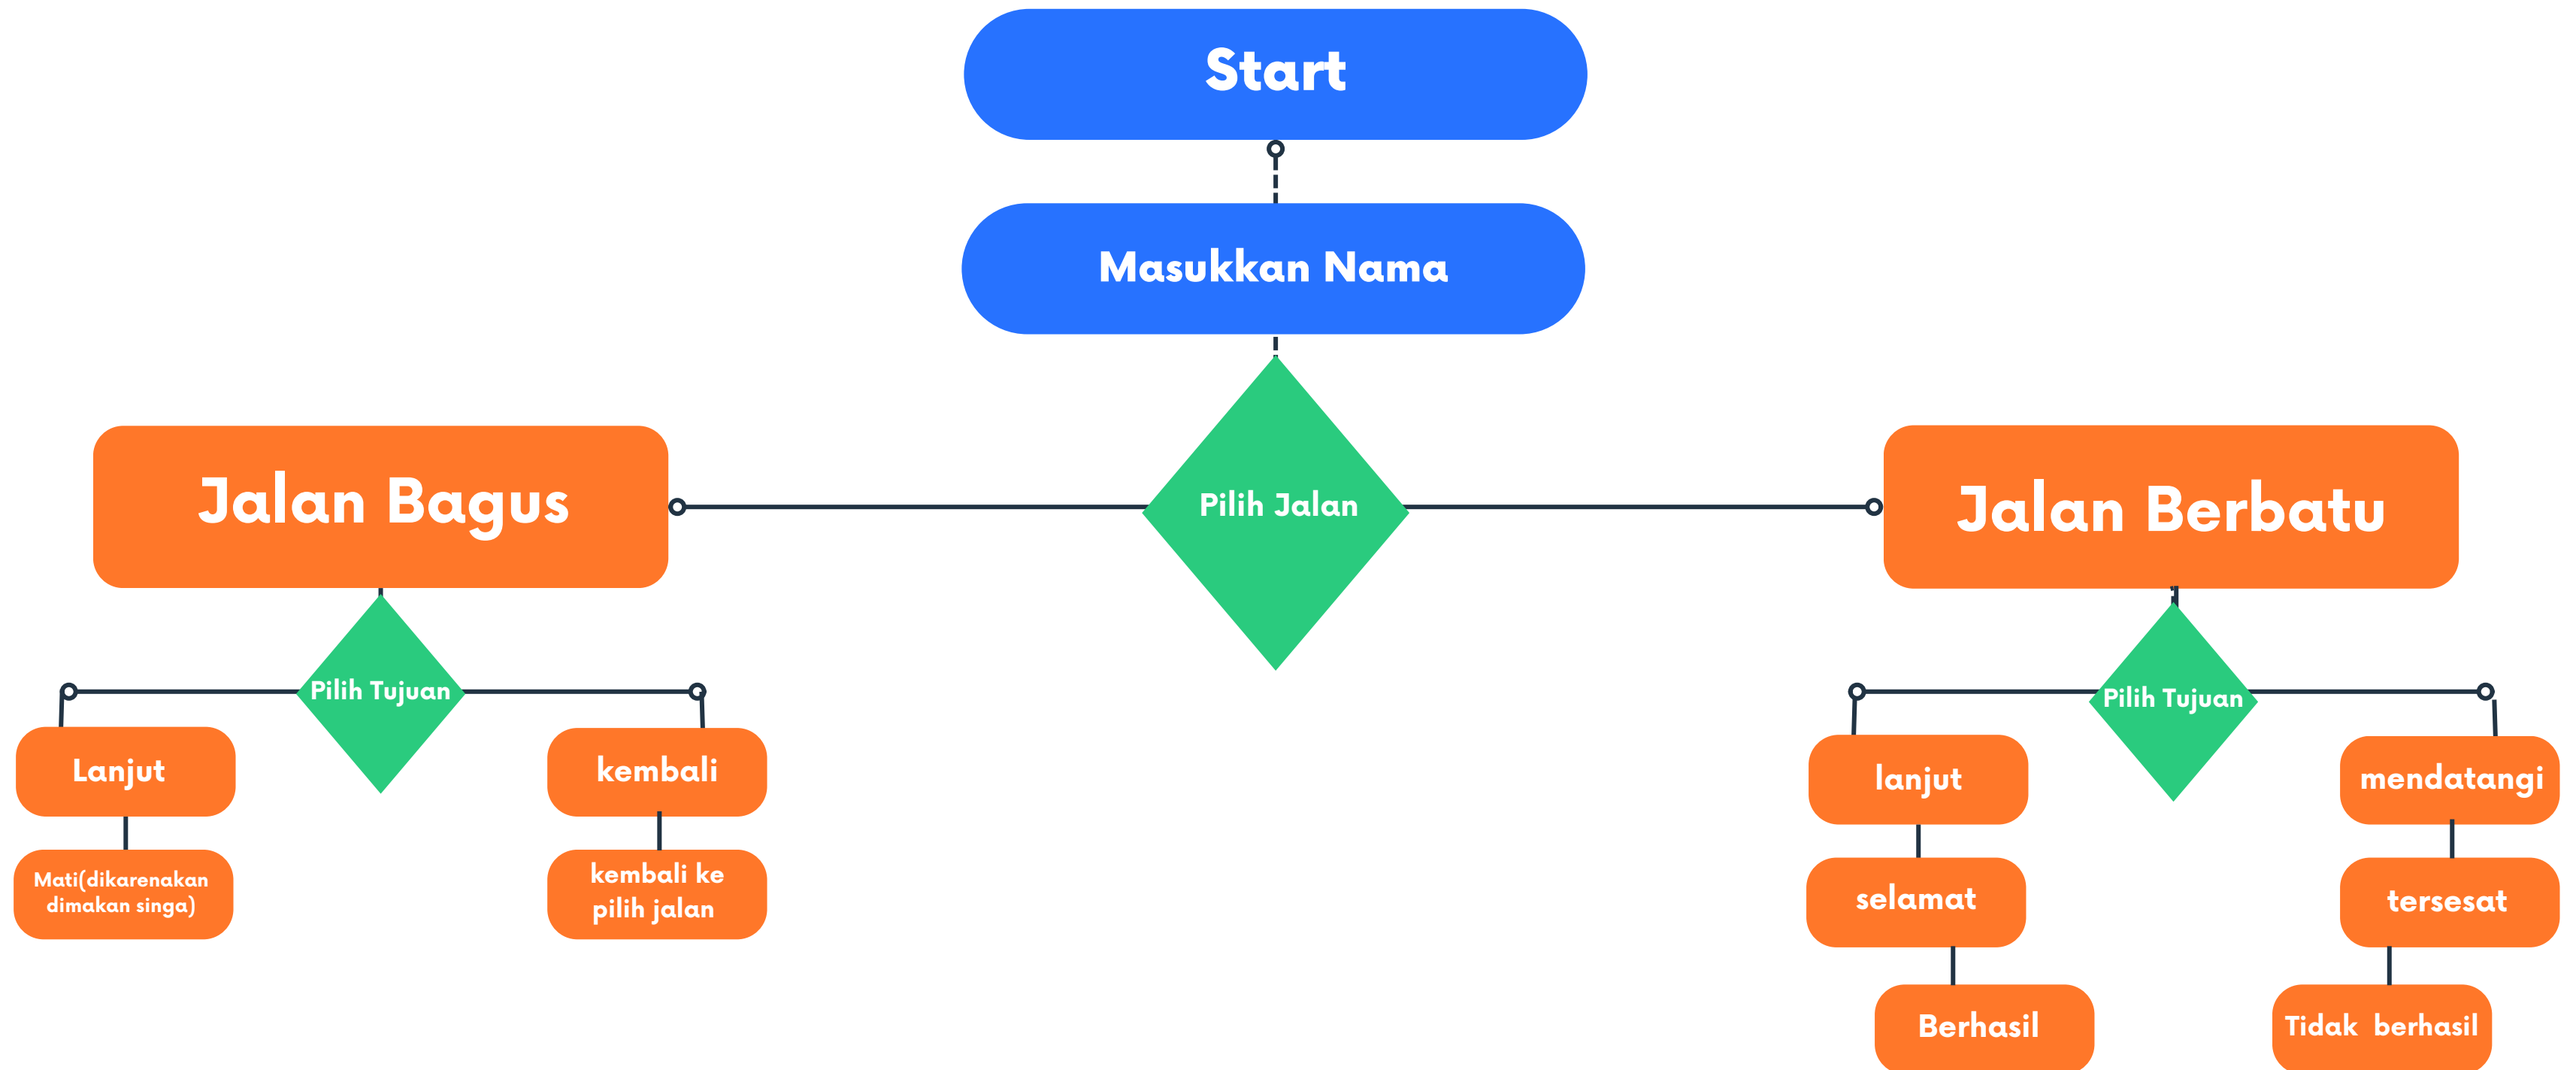 Start
Masukkan Nama
Pilih Jalan
Jalan Bagus
Jalan Berbatu
Pilih Tujuan
Lanjut
kembali
Mati(dikarenakan
dimakan singa)
kembali ke
pilih jalan
Pilih Tujuan
lanjut
mendatangi
selamat
tersesat
Berhasil
Tidak berhasil